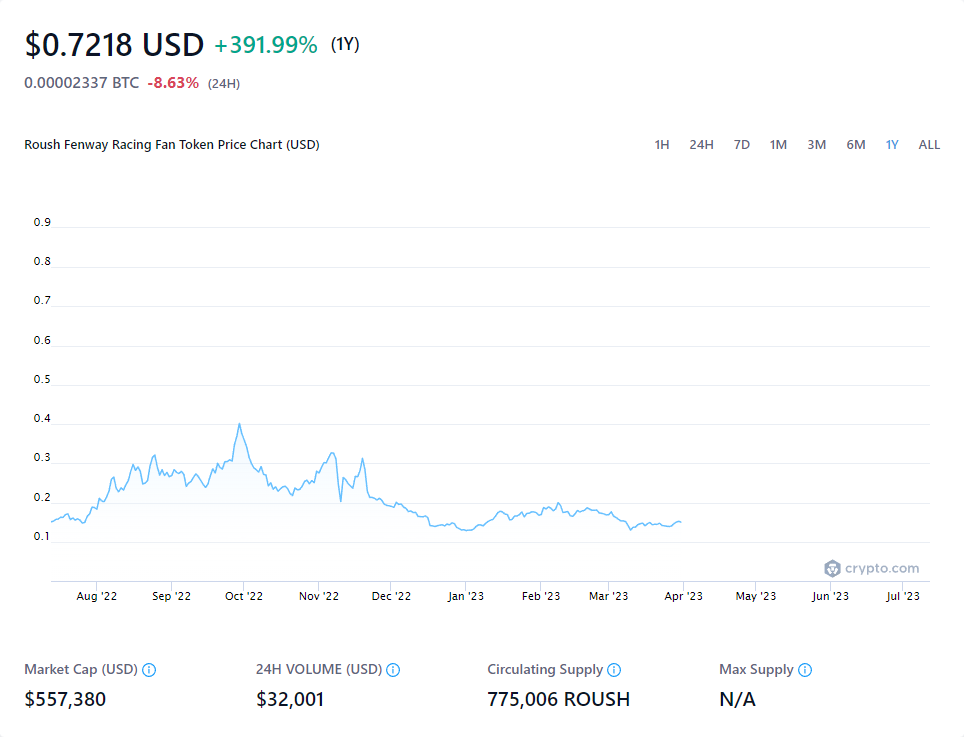 $0.7218 USD +391.99% (1Y)
0.00002337 BTC -8.63% (24H)
Roush Fenway Racing Fan Token Price Chart (USD) 1H 24H 7D 1M 3M 6M 1Y ALL
0.9
0.8
0.7
0.6
0.5
0.4
0.3
0.2
0.1
crypto.com
Aug '22 Sep '22 Oct '22 Nov '22 Dec '22 Jan '23 Feb '23 Mar '23 Apr '23 May '23 Jun '23 Jul '23
Market Cap (USD) 24H VOLUME (USD) Circulating Supply Max Supply
$557,380 $32,001 775,006 ROUSH N/A